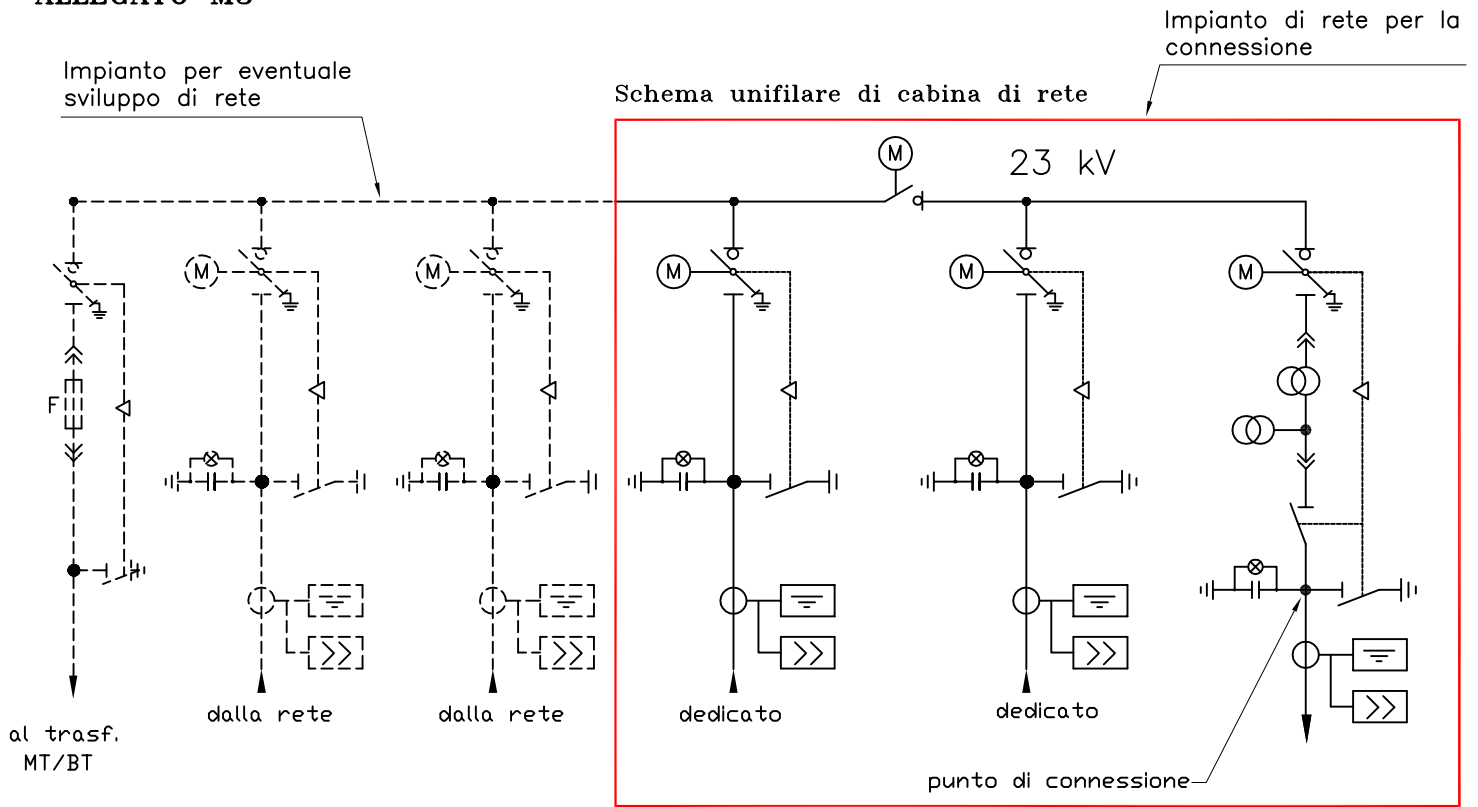 ALLEGATO M3
Impianto di rete per la
connessione
Impianto per eventuale
sviluppo di rete
Schema unifilare di cabina di rete
M
23 kV
M
M
M
M
M
F
dalla rete
dalla rete
dedicato
dedicato
al trasf.
MT/BT
punto di connessione